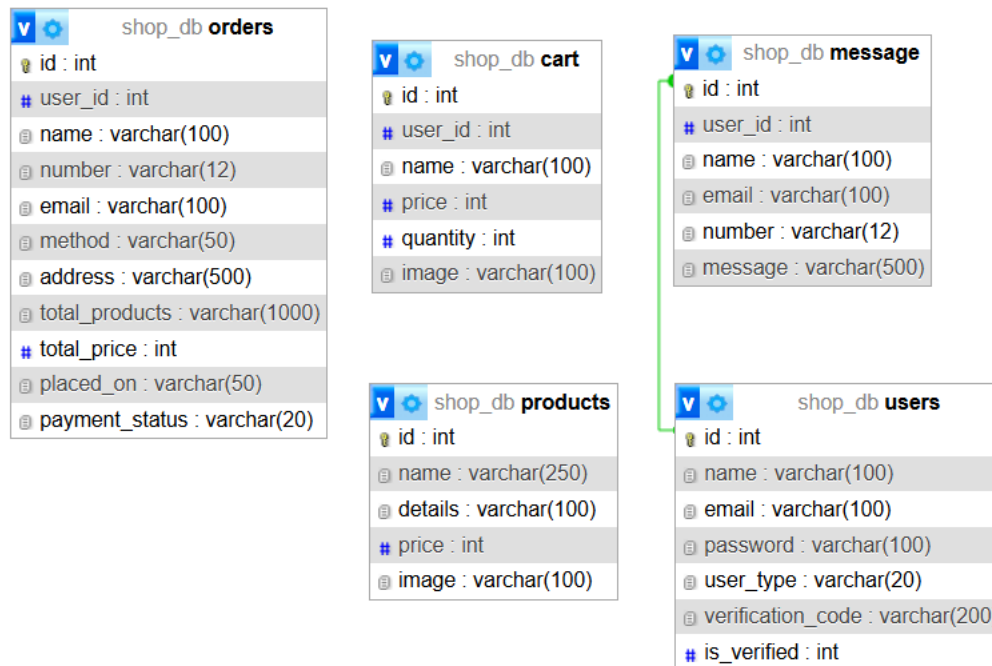 v shop_db orders
id : int
# user_id : int
name : varchar(100)
number : varchar(12)
email : varchar(100)
method : varchar(50)
address : varchar(500)
total_products : varchar(1000)
# total_price : int
placed_on : varchar(50)
payment_status : varchar(20)
v shop_db cart
id : int
# user_id : int
name : varchar(100)
# price : int
# quantity : int
image : varchar(100)
v shop_db message
id : int
# user_id : int
name : varchar(100)
email : varchar(100)
number : varchar(12)
message : varchar(500)
v shop_db products
id : int
name : varchar(250)
details : varchar(100)
# price : int
image : varchar(100)
v shop_db users
id : int
name : varchar(100)
email : varchar(100)
password : varchar(100)
user_type : varchar(20)
verification_code : varchar(200
# is_verified : int